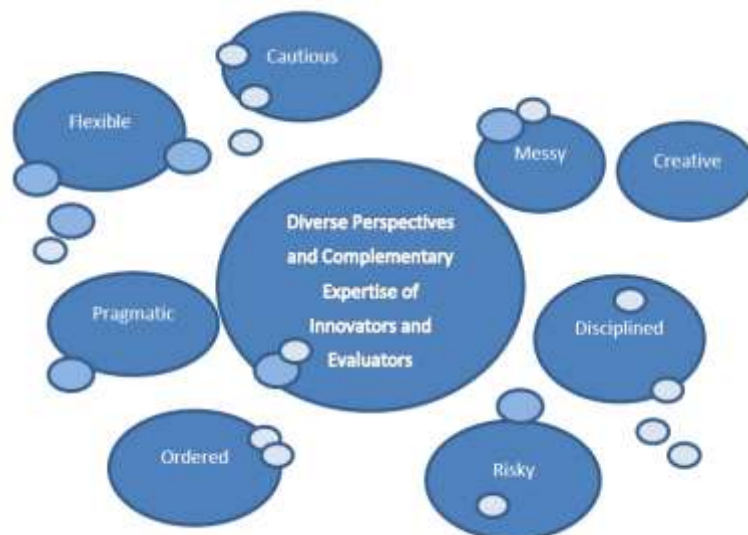 Cautious
Flexible
Messy
Creative
Diverse Perspectives
and Complementary
Expertise of
Innovators and
Evaluators
Pragmatic
Disciplined
Ordered
Risky